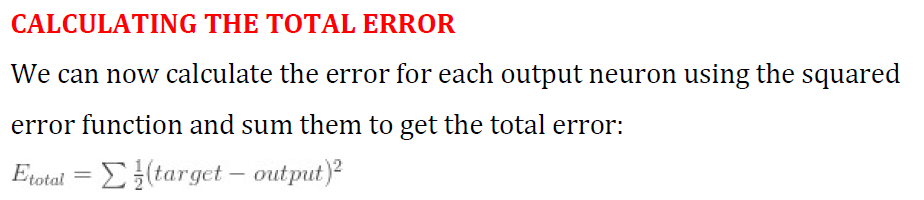 CALCULATING THE TOTAL ERROR
We can now calculate the error for each output neuron using the squared
error function and sum them to get the total error:
E_total = ∑ ½(target − output)²